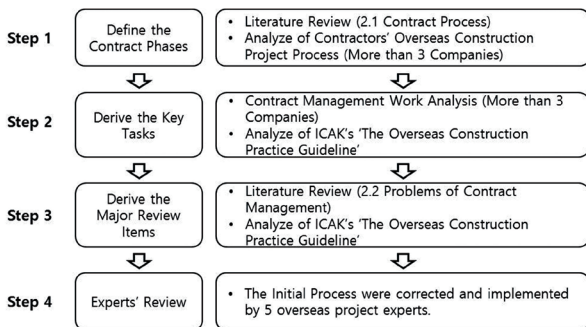 Step 1
Define the
Contract Phases
• Literature Review (2.1 Contract Process)
• Analyze of Contractors' Overseas Construction
Project Process (More than 3 Companies)
Step 2
Derive the Key
Tasks
• Contract Management Work Analysis (More than 3
Companies)
• Analyze of ICAK's 'The Overseas Construction
Practice Guideline'
Step 3
Derive the
Major Review
Items
• Literature Review (2.2 Problems of Contract
Management)
• Analyze of ICAK's 'The Overseas Construction
Practice Guideline'
Step 4
Experts' Review
• The Initial Process were corrected and implemented
by 5 overseas project experts.